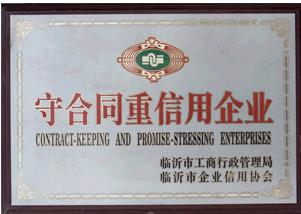 守合同重信用企业
CONTRACT-KEEPING AND PROMISE-STRESSING ENTERPRISES
临沂市工商行政管理局
临沂市企业信用协会